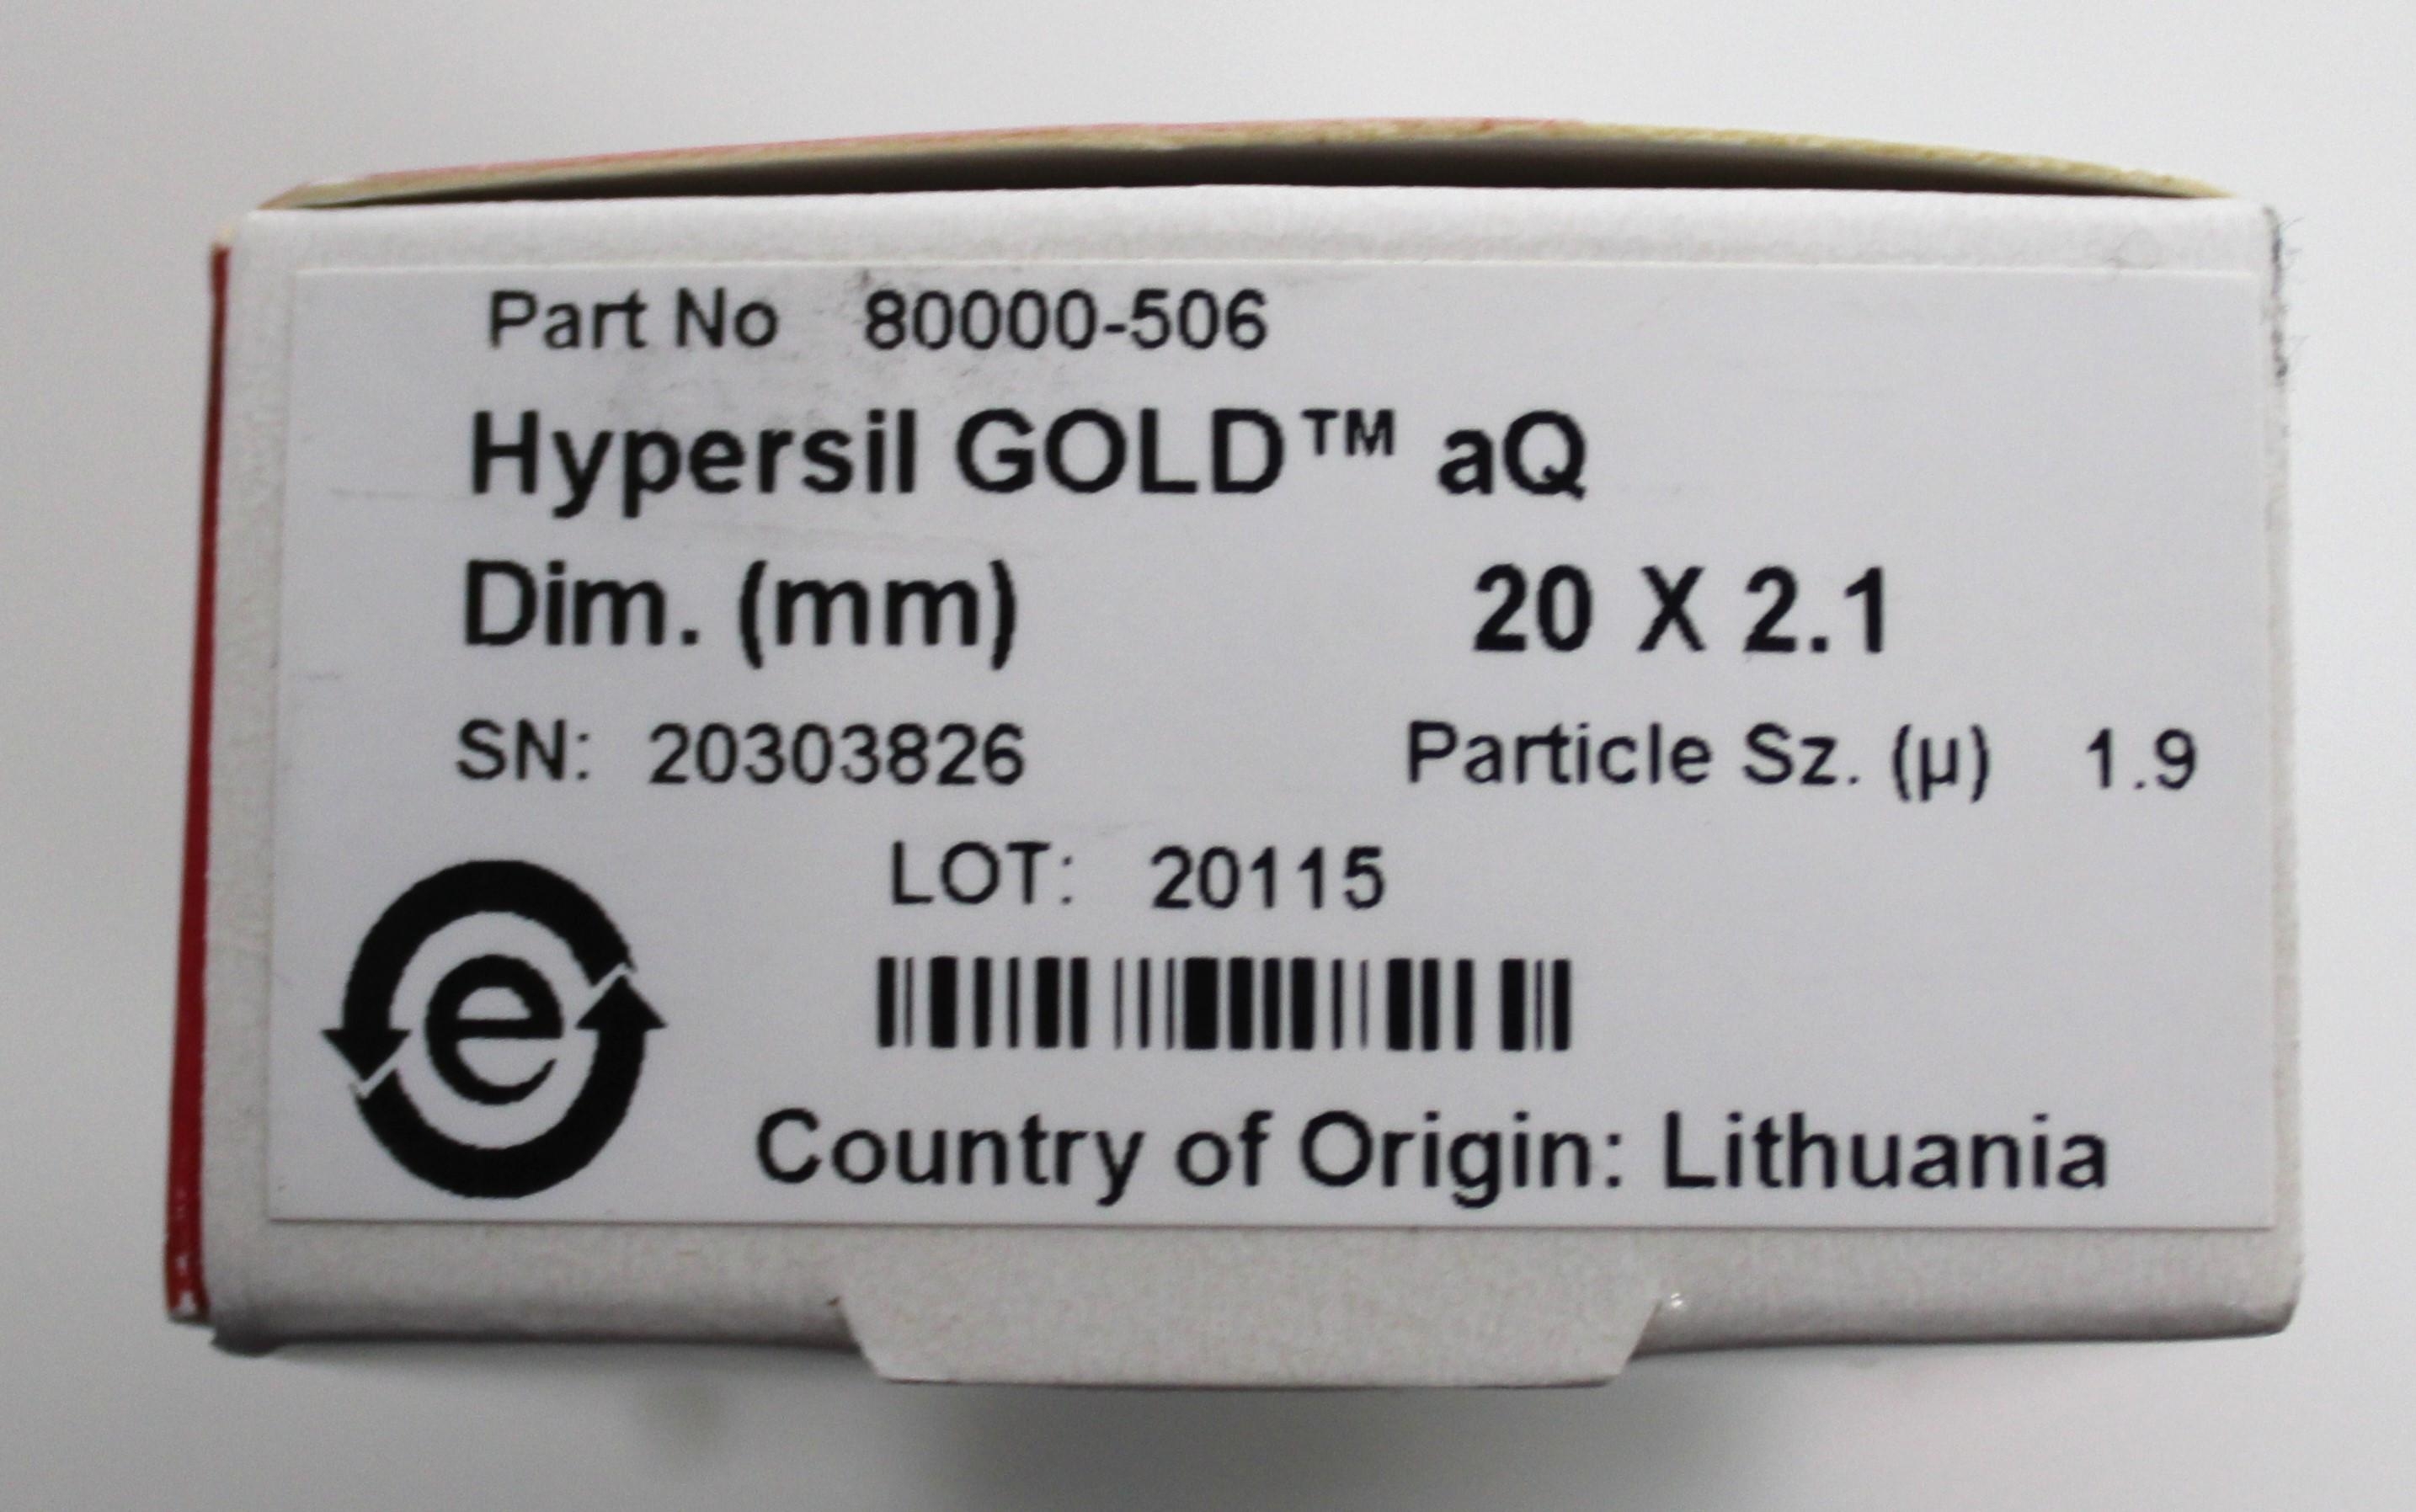 Part No 80000-506
Hypersil GOLD™ aQ
Dim. (mm) 20 X 2.1
SN: 20303826 Particle Sz. (µ) 1.9
LOT: 20115
e
Country of Origin: Lithuania